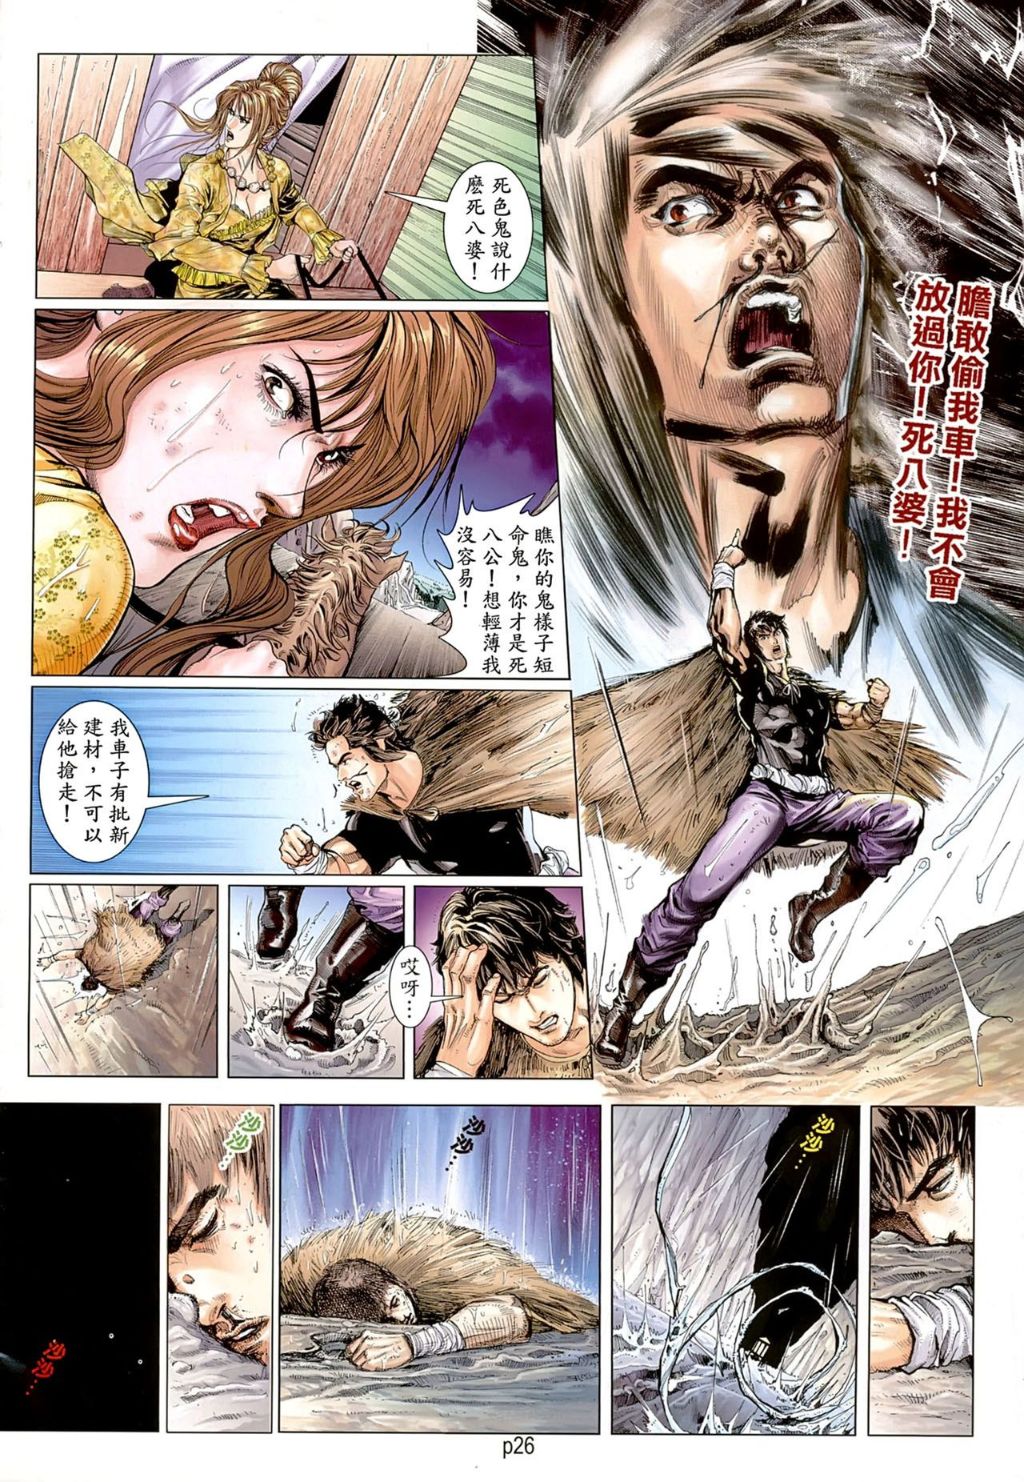 膽敢偷我車！我不會
放過你！死八婆！
死色鬼說什
麼死八婆！
瞧你的鬼樣子短
命鬼，你才是死
八公！想輕薄我
沒容易！
我車子有批新
建材，不可以
給他搶走！
哎呀…
沙沙…
沙沙…
沙沙…
沙沙…
p26